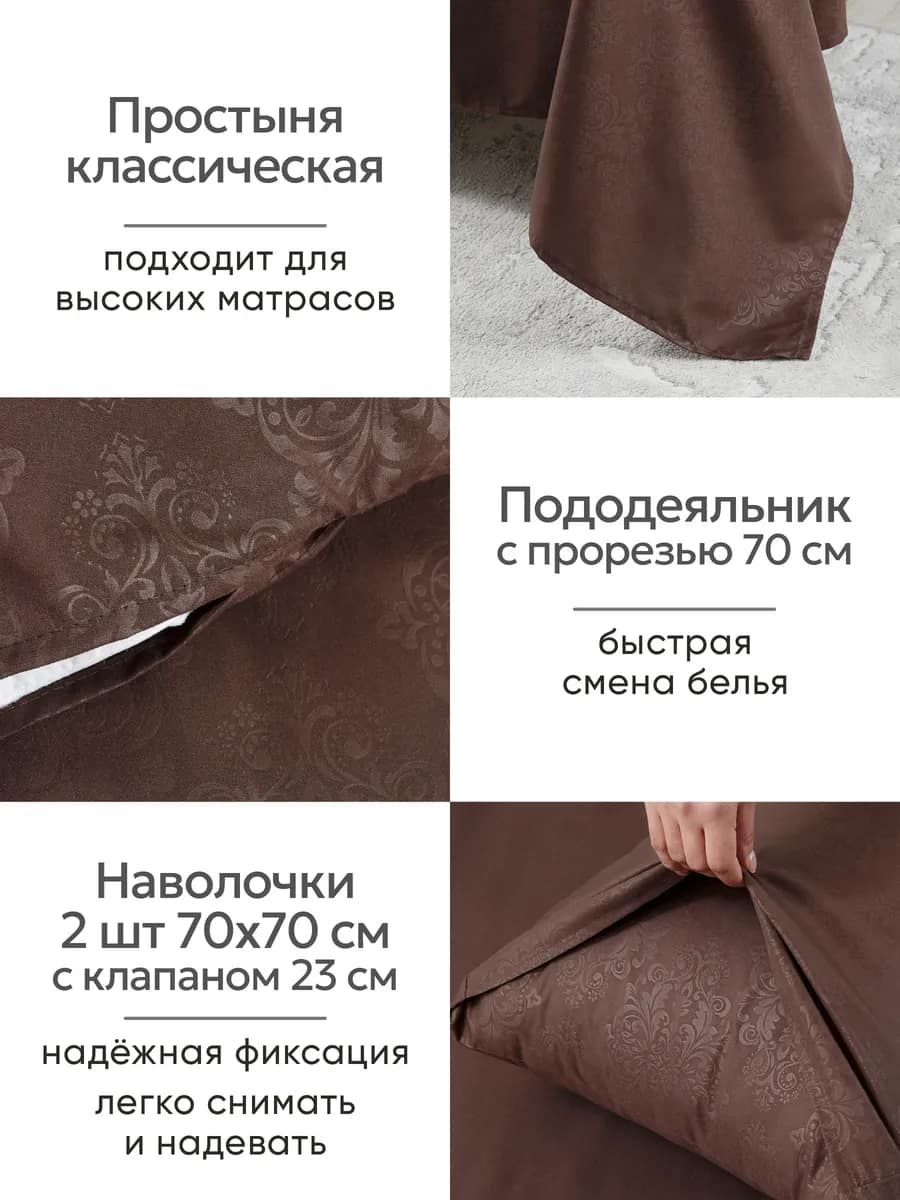 Простыня
классическая
подходит для
высоких матрасов
Пододеяльник
с прорезью 70 см
быстрая
смена белья
Наволочки
2 шт 70х70 см
с клапаном 23 см
надёжная фиксация
легко снимать
и надевать